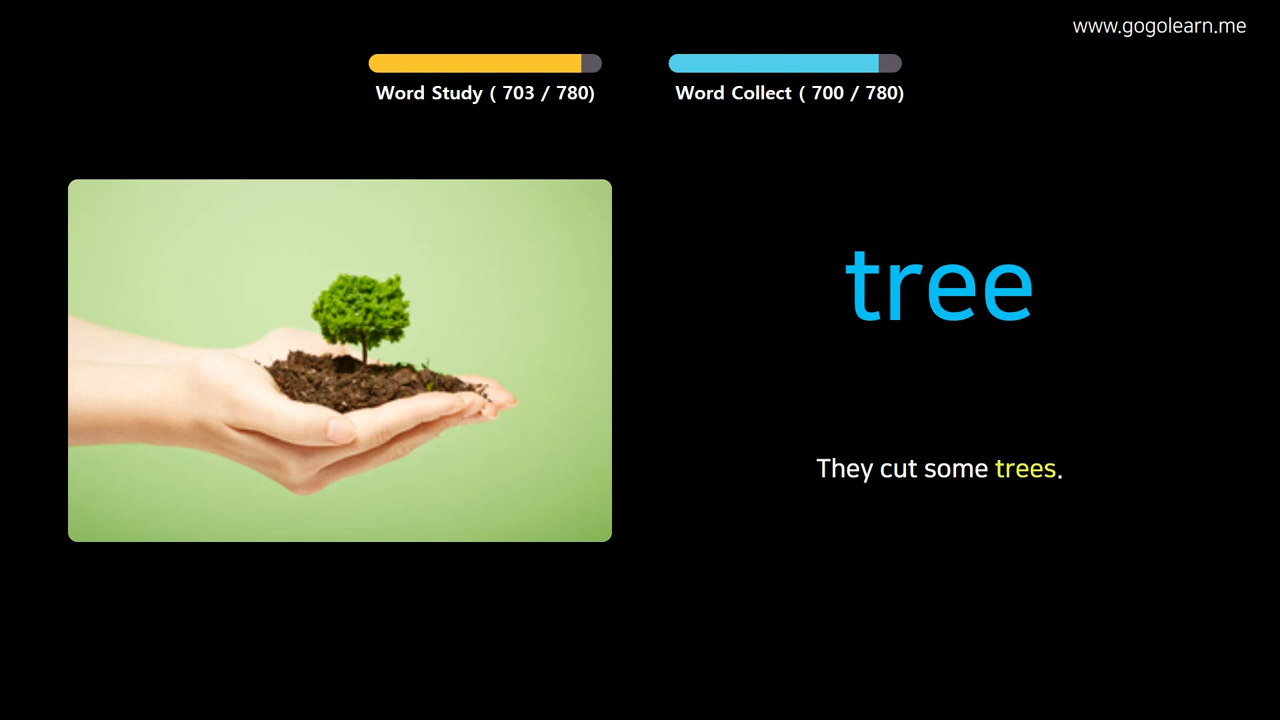 www.gogolearn.me
Word Study ( 703 / 780)
Word Collect ( 700 / 780)
tree
They cut some trees.